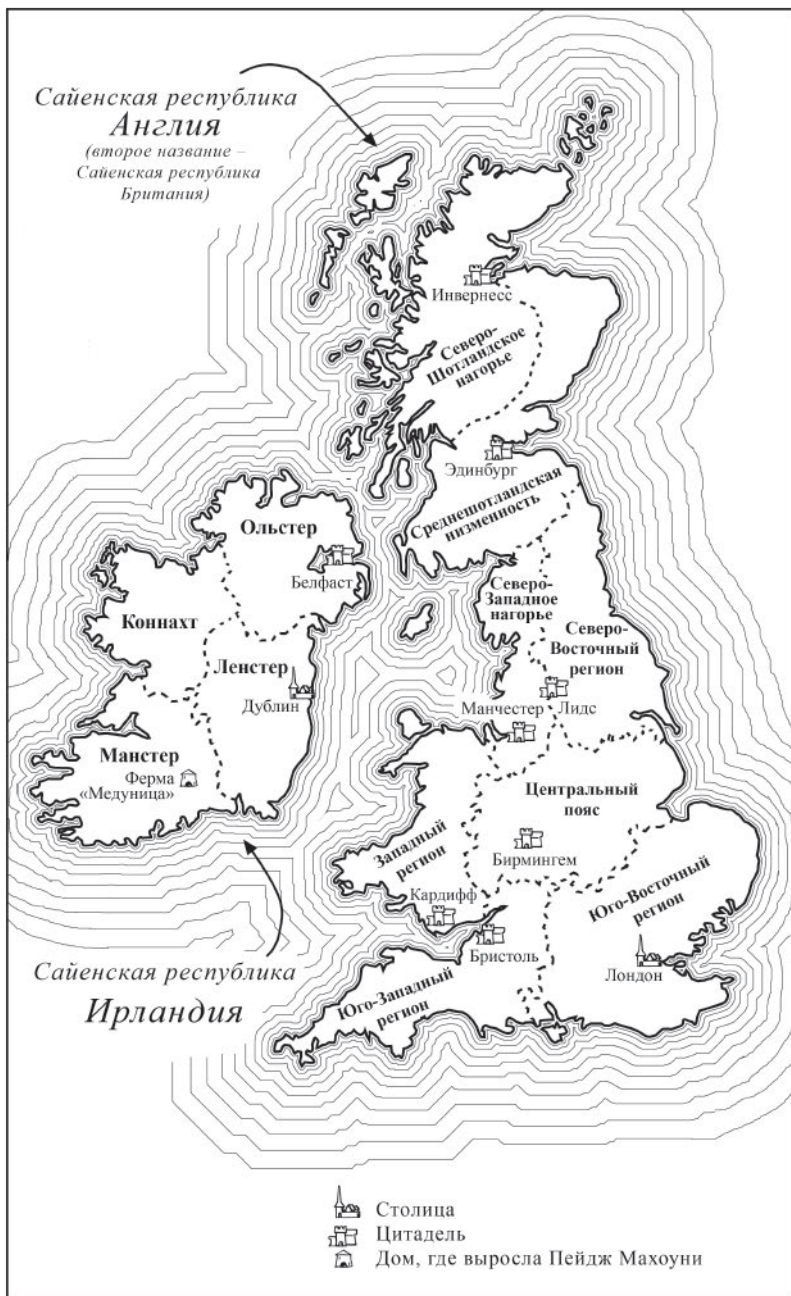 Сайенская республика
Англия
(второе название –
Сайенская республика
Британия)
Инвернесс
Северо-
Шотландское
нагорье
Эдинбург
Среднешотландская
низменность
Ольстер
Белфаст
Северо-
Западное
нагорье
Коннахт
Северо-
Восточный
регион
Ленстер
Дублин
Манчестер
Лидс
Манстер
Ферма
«Медуница»
Центральный
пояс
Западный
регион
Бирмингем
Кардифф
Юго-Восточный
регион
Бристоль
Лондон
Сайенская республика
Ирландия
Юго-Западный
регион
Столица
Цитадель
Дом, где выросла Пейдж Махоуни